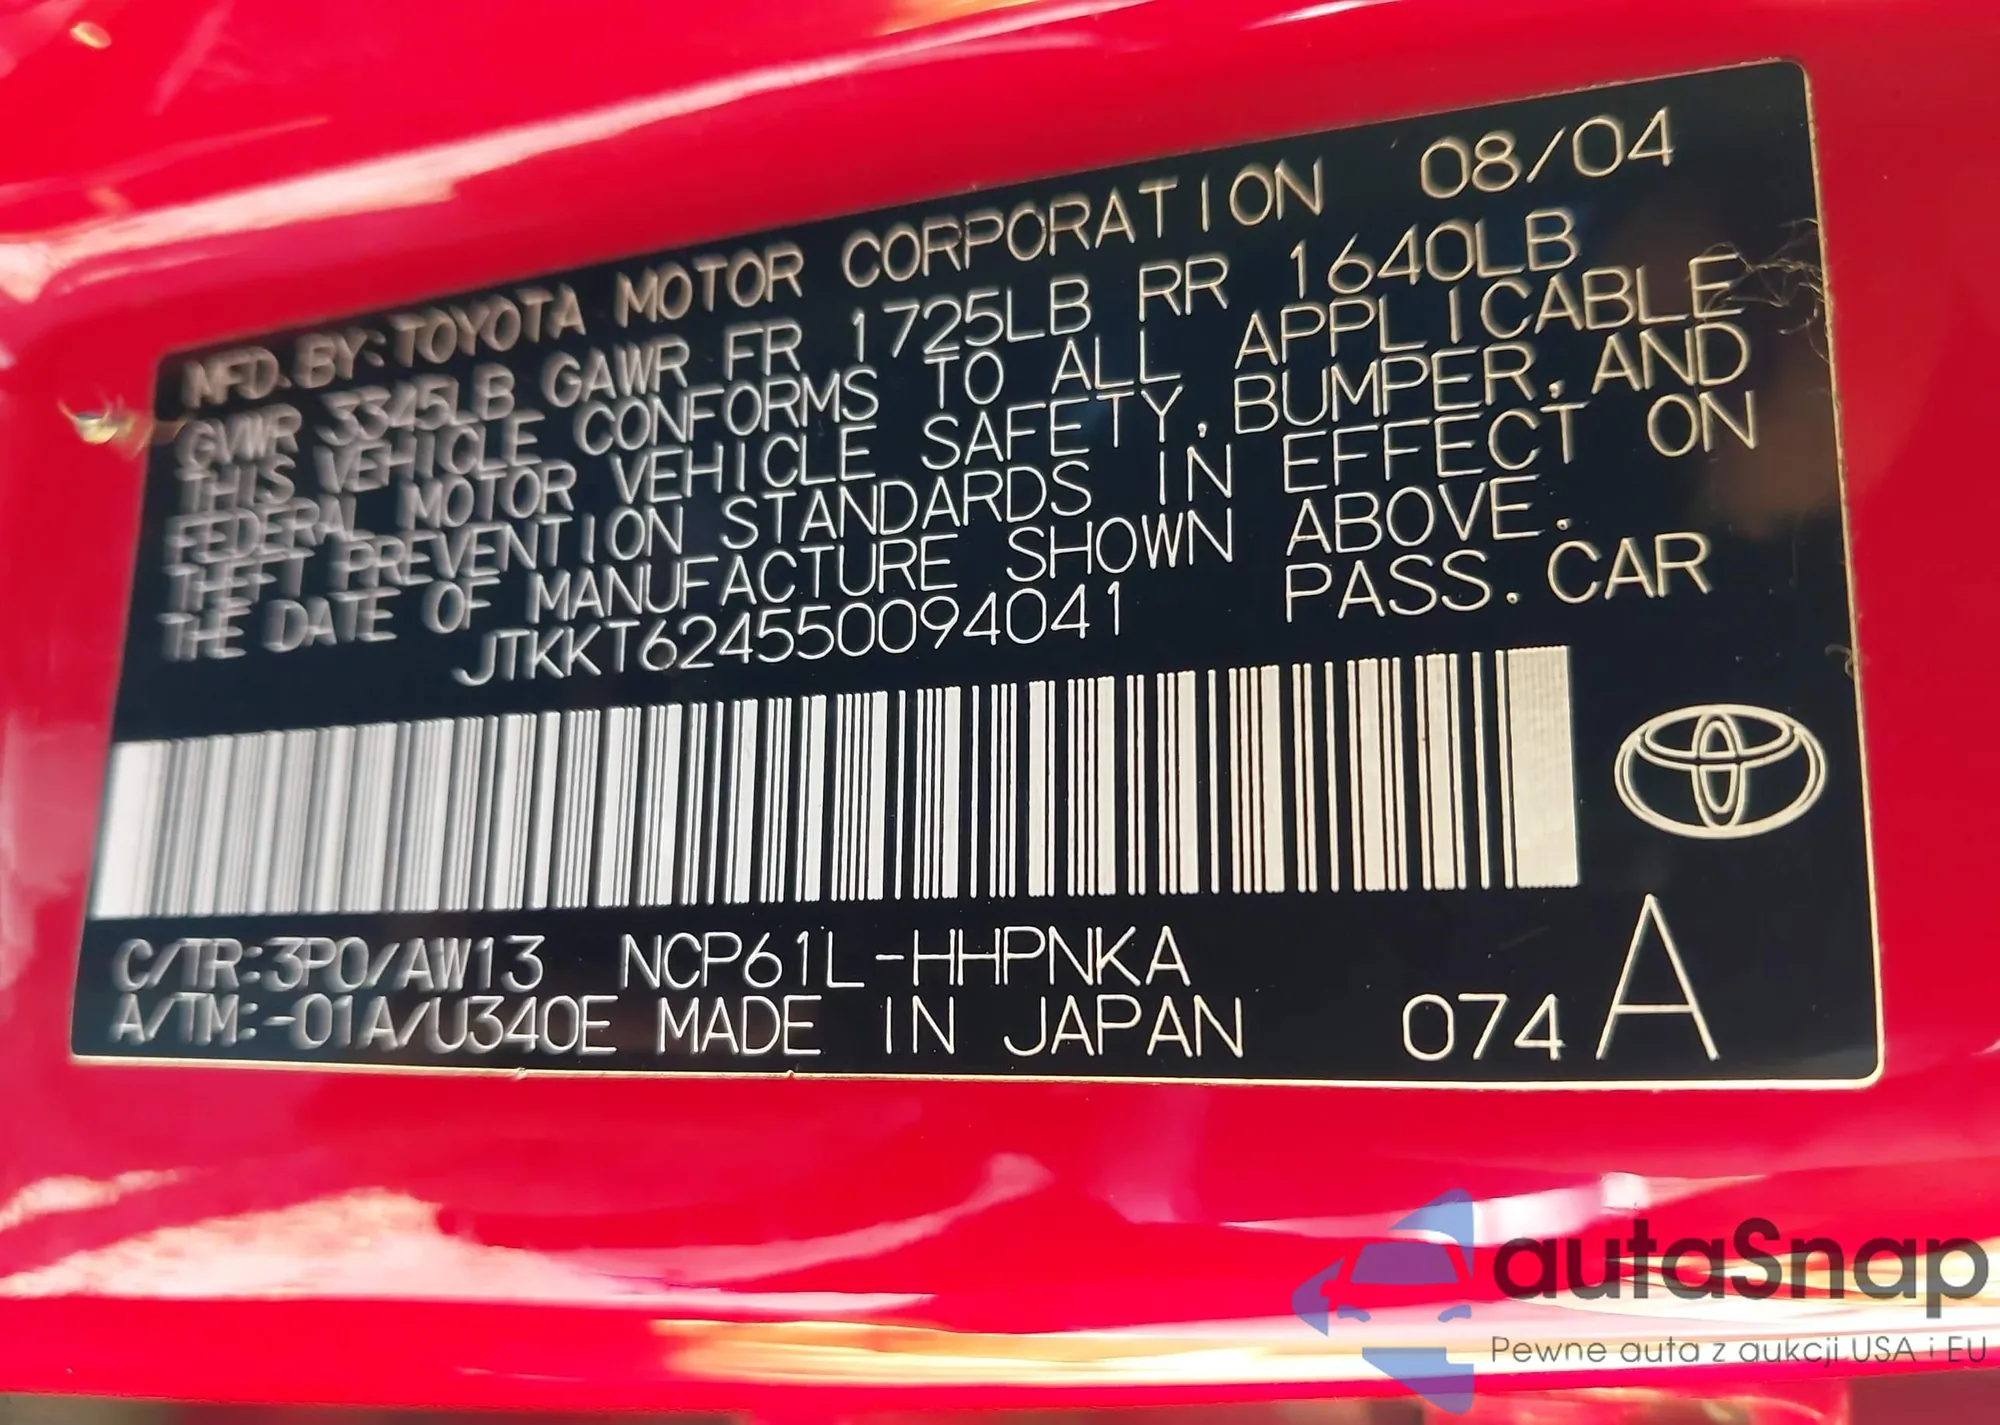 MFD. BY: TOYOTA MOTOR CORPORATION 08/04
GVWR 3345LB GAWR FR 1725LB RR 1640LB
THIS VEHICLE CONFORMS TO ALL APPLICABLE
FEDERAL MOTOR VEHICLE SAFETY, BUMPER, AND
THEFT PREVENTION STANDARDS IN EFFECT ON
THE DATE OF MANUFACTURE SHOWN ABOVE.
JTKKT624550094041 PASS. CAR
C/TR:3P0/AW13 NCP61L-HHPNKA
A/TM:-01A/U340E MADE IN JAPAN 074 A
autaSnap
Pewne auta z aukcji USA i EU